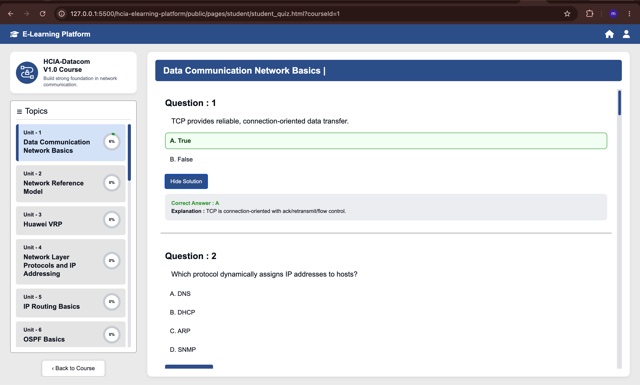 127.0.0.1:5500/hcia-elearning-platform/public/pages/student/student_quiz.html?courseId=1
E-Learning Platform
HCIA-Datacom
V1.0 Course
Build strong foundation in network
communication.
Topics
Unit - 1
Data Communication
Network Basics
Unit - 2
Network Reference
Model
0%
Unit - 3
Huawei VRP
0%
Unit - 4
Network Layer
Protocols and IP
Addressing
0%
Unit - 5
IP Routing Basics
0%
Unit - 6
OSPF Basics
0%
‹ Back to Course
Data Communication Network Basics |
Question : 1
TCP provides reliable, connection-oriented data transfer.
A. True
B. False
Hide Solution
Correct Answer : A
Explanation : TCP is connection-oriented with ack/retransmit/flow control.
Question : 2
Which protocol dynamically assigns IP addresses to hosts?
A. DNS
B. DHCP
C. ARP
D. SNMP